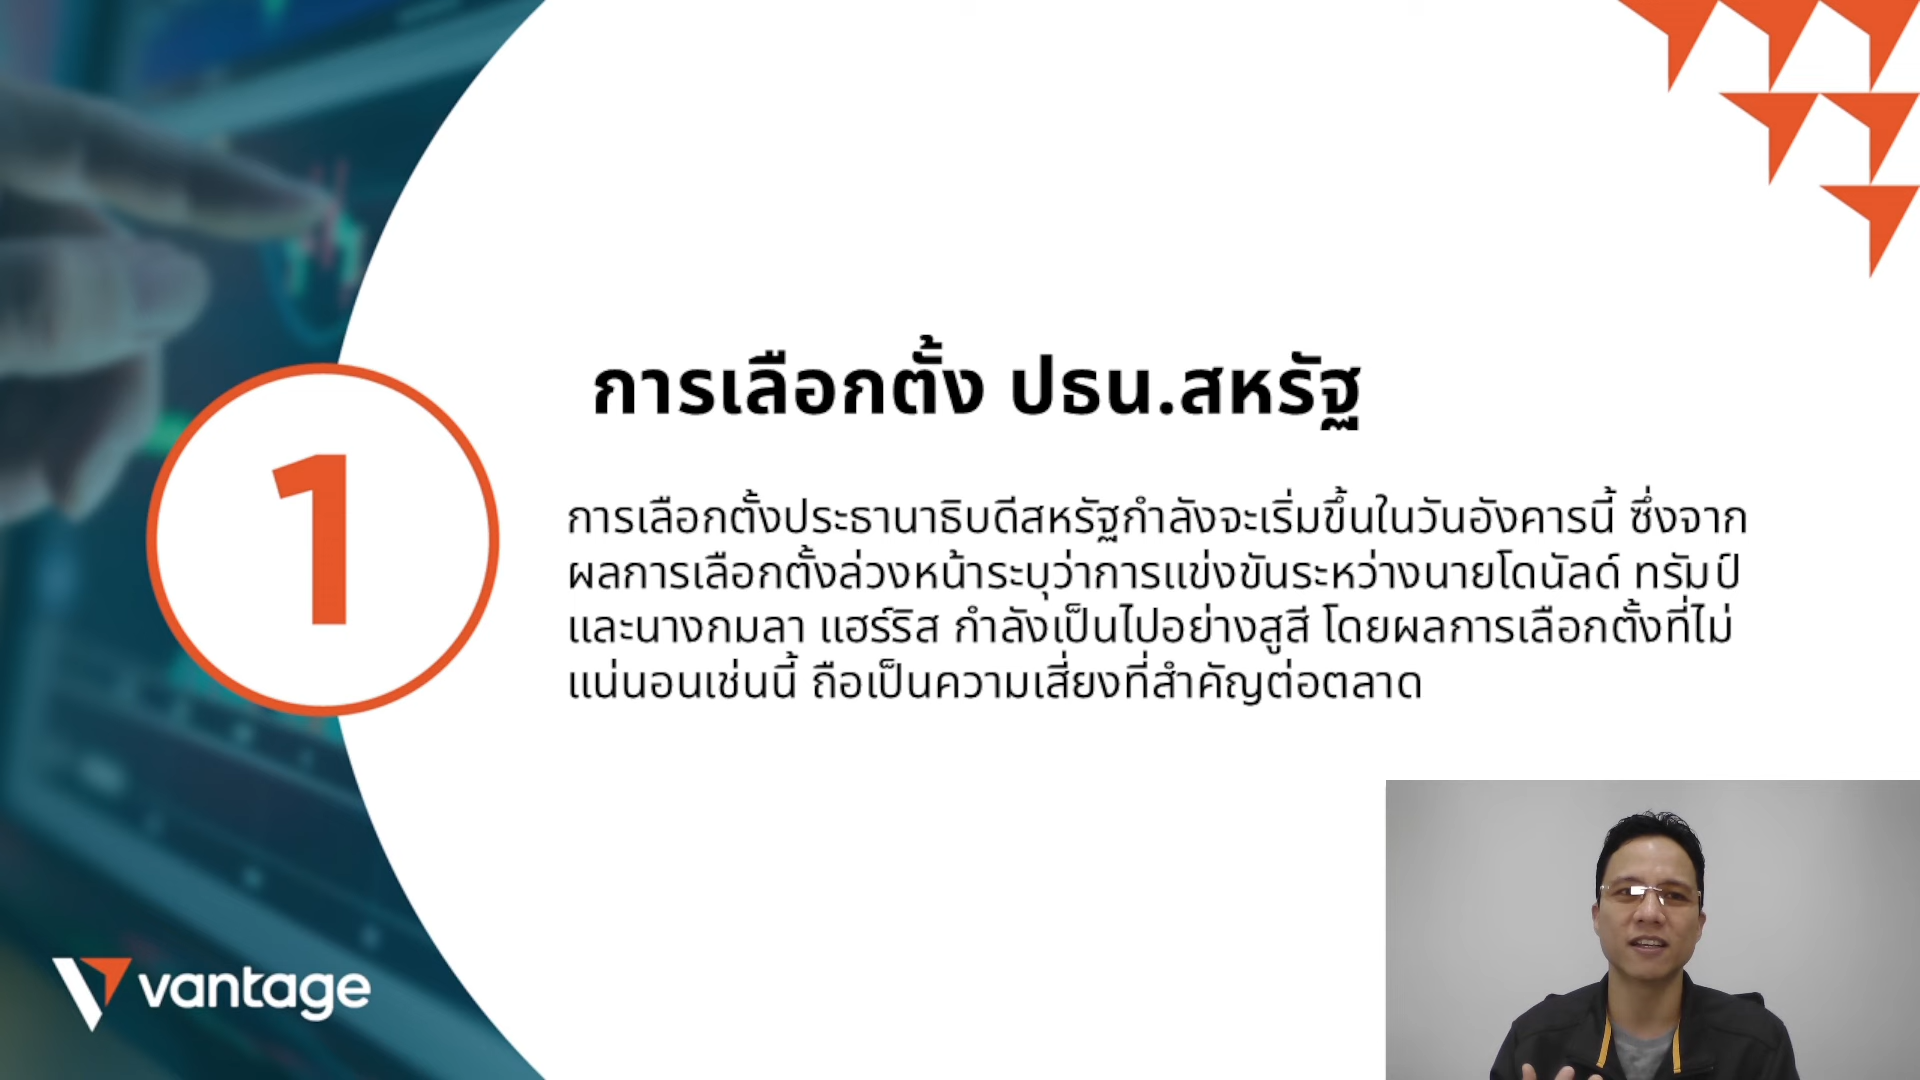 การเลือกตั้ง ปธน.สหรัฐ
1
การเลือกตั้งประธานาธิบดีสหรัฐกำลังจะเริ่มขึ้นในวันอังคารนี้ ซึ่งจาก
ผลการเลือกตั้งล่วงหน้าระบุว่าการแข่งขันระหว่างนายโดนัลด์ ทรัมป์
และนางกมลา แฮร์ริส กำลังเป็นไปอย่างสูสี โดยผลการเลือกตั้งที่ไม่
แน่นอนเช่นนี้ ถือเป็นความเสี่ยงที่สำคัญต่อตลาด
vantage